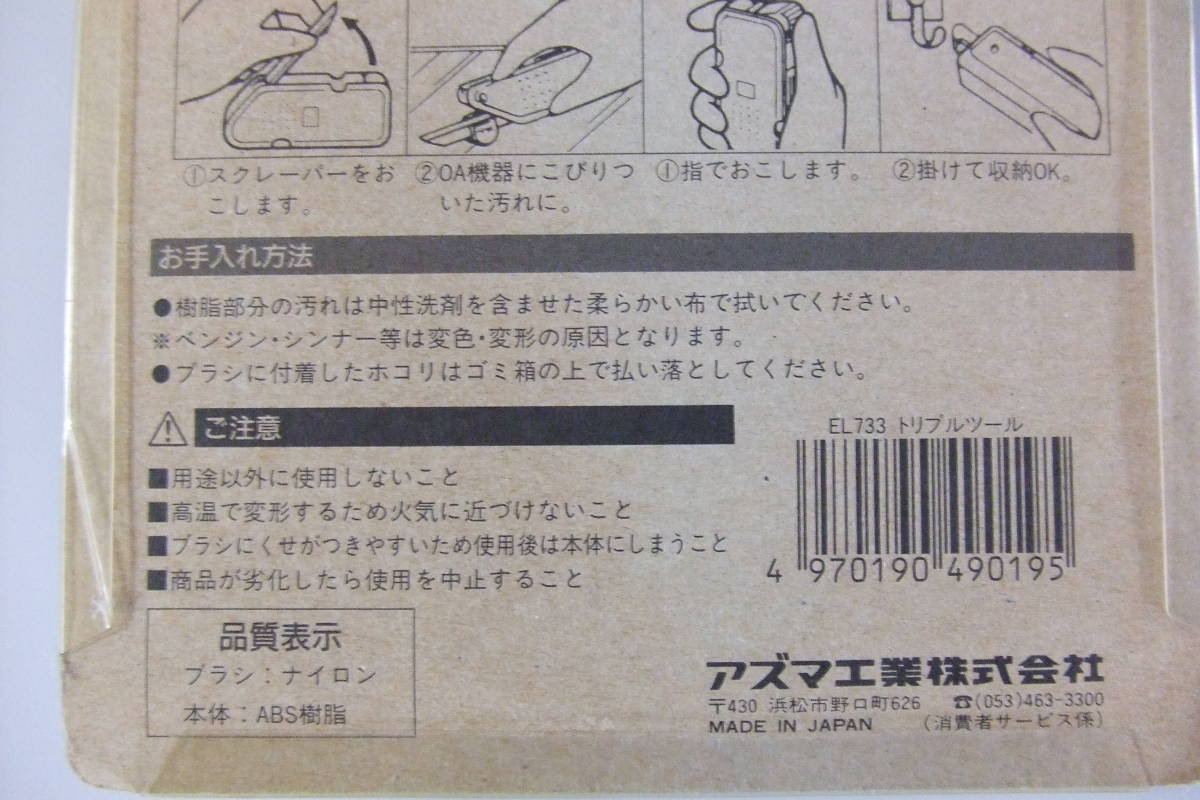 ①スクレーパーをお
こします。
②OA機器にこびりつ
いた汚れに。
①指でおこします。
②掛けて収納OK。
お手入れ方法
●樹脂部分の汚れは中性洗剤を含ませた柔らかい布で拭いてください。
※ベンジン・シンナー等は変色・変形の原因となります。
●ブラシに付着したホコリはゴミ箱の上で払い落としてください。
ご注意
■用途以外に使用しないこと
■高温で変形するため火気に近づけないこと
■ブラシにくせがつきやすいため使用後は本体にしまうこと
■商品が劣化したら使用を中止すること
EL733 トリプルツール
4 970190 490195
品質表示
ブラシ：ナイロン
本体：ABS樹脂
アズマ工業株式会社
〒430 浜松市野口町626 ☎(053)463-3300
MADE IN JAPAN (消費者サービス係)